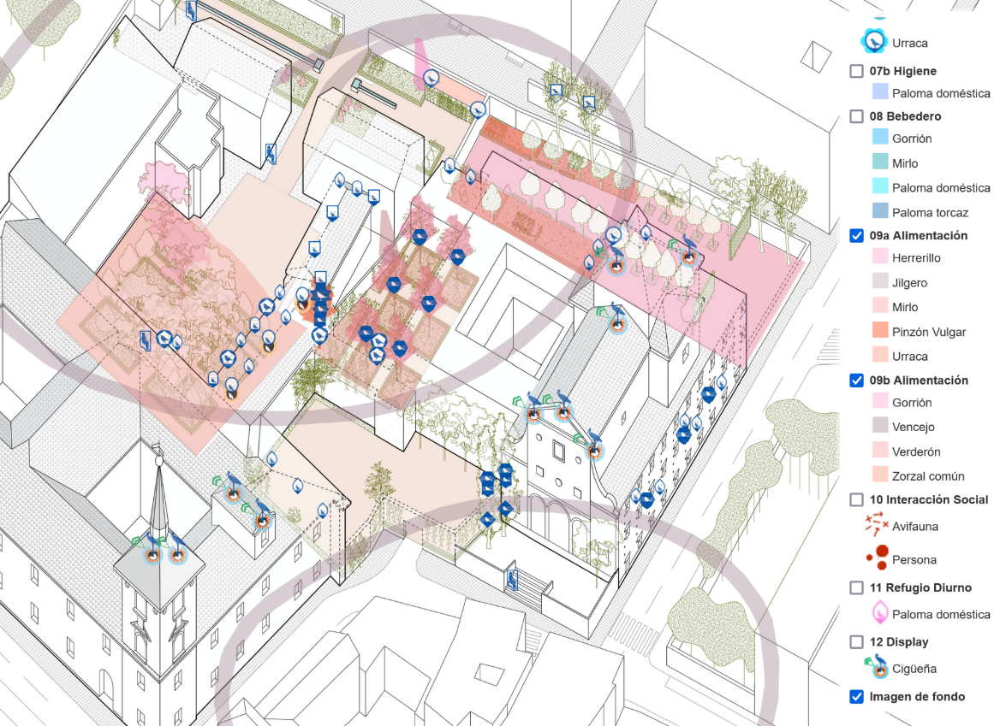 Urraca
07b Higiene
Paloma doméstica
08 Bebedero
Gorrión
Mirlo
Paloma doméstica
Paloma torcaz
09a Alimentación
Herrerillo
Jilgero
Mirlo
Pinzón Vulgar
Urraca
09b Alimentación
Gorrión
Vencejo
Verderón
Zorzal común
10 Interacción Social
Avifauna
Persona
11 Refugio Diurno
Paloma doméstica
12 Display
Cigüeña
Imagen de fondo